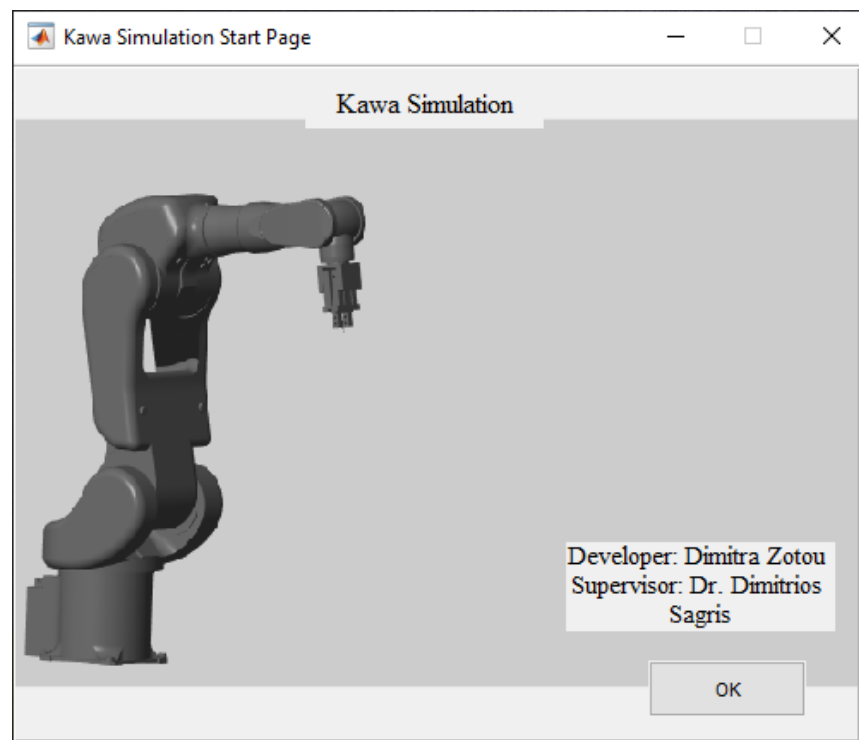 Kawa Simulation Start Page
Kawa Simulation
Developer: Dimitra Zotou
Supervisor: Dr. Dimitrios
Sagris
OK